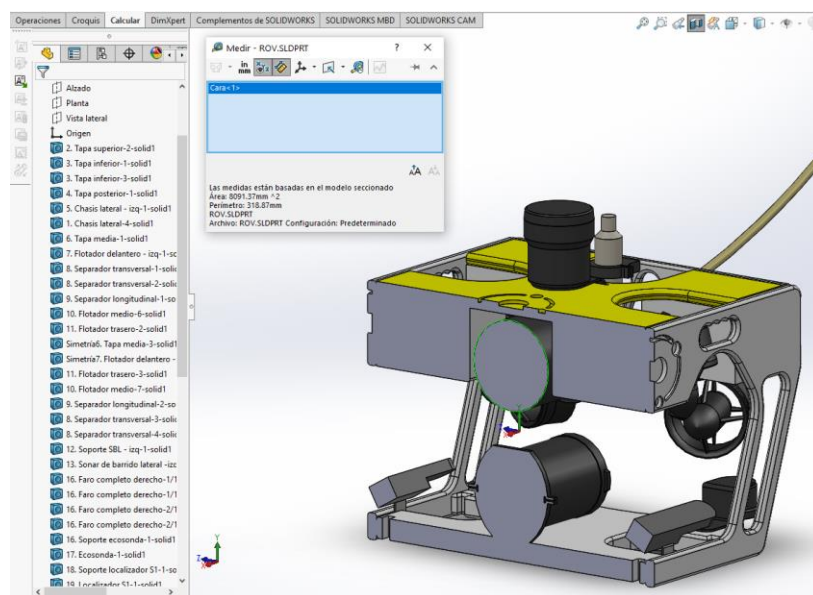 Operaciones Croquis Calcular DimXpert Complementos de SOLIDWORKS SOLIDWORKS MBD SOLIDWORKS CAM
Medir - ROV.SLDPRT ? ×
in
mm
Cara<1>
Las medidas están basadas en el modelo seccionado
Área: 8091.37mm ^2
Perímetro: 318.87mm
ROV.SLDPRT
Archivo: ROV.SLDPRT Configuración: Predeterminado
Alzado
Planta
Vista lateral
Origen
2. Tapa superior-2-solid1
3. Tapa inferior-1-solid1
3. Tapa inferior-3-solid1
4. Tapa posterior-1-solid1
5. Chasis lateral - izq-1-solid1
1. Chasis lateral-4-solid1
6. Tapa media-1-solid1
7. Flotador delantero - izq-1-sc
8. Separador transversal-1-solic
8. Separador transversal-2-solic
9. Separador longitudinal-1-so
10. Flotador medio-6-solid1
11. Flotador trasero-2-solid1
Simetría6. Tapa media-3-solid1
Simetría7. Flotador delantero -
11. Flotador trasero-3-solid1
10. Flotador medio-7-solid1
9. Separador longitudinal-2-so
8. Separador transversal-3-solic
8. Separador transversal-4-solic
12. Soporte SBL - izq-1-solid1
13. Sonar de barrido lateral -izc
16. Faro completo derecho-1/1
16. Faro completo derecho-1/1
16. Faro completo derecho-2/1
16. Faro completo derecho-2/1
16. Soporte ecosonda-1-solid1
17. Ecosonda-1-solid1
18. Soporte localizador S1-1-so
19. Localizador S1-1-solid1
Y
Z
X